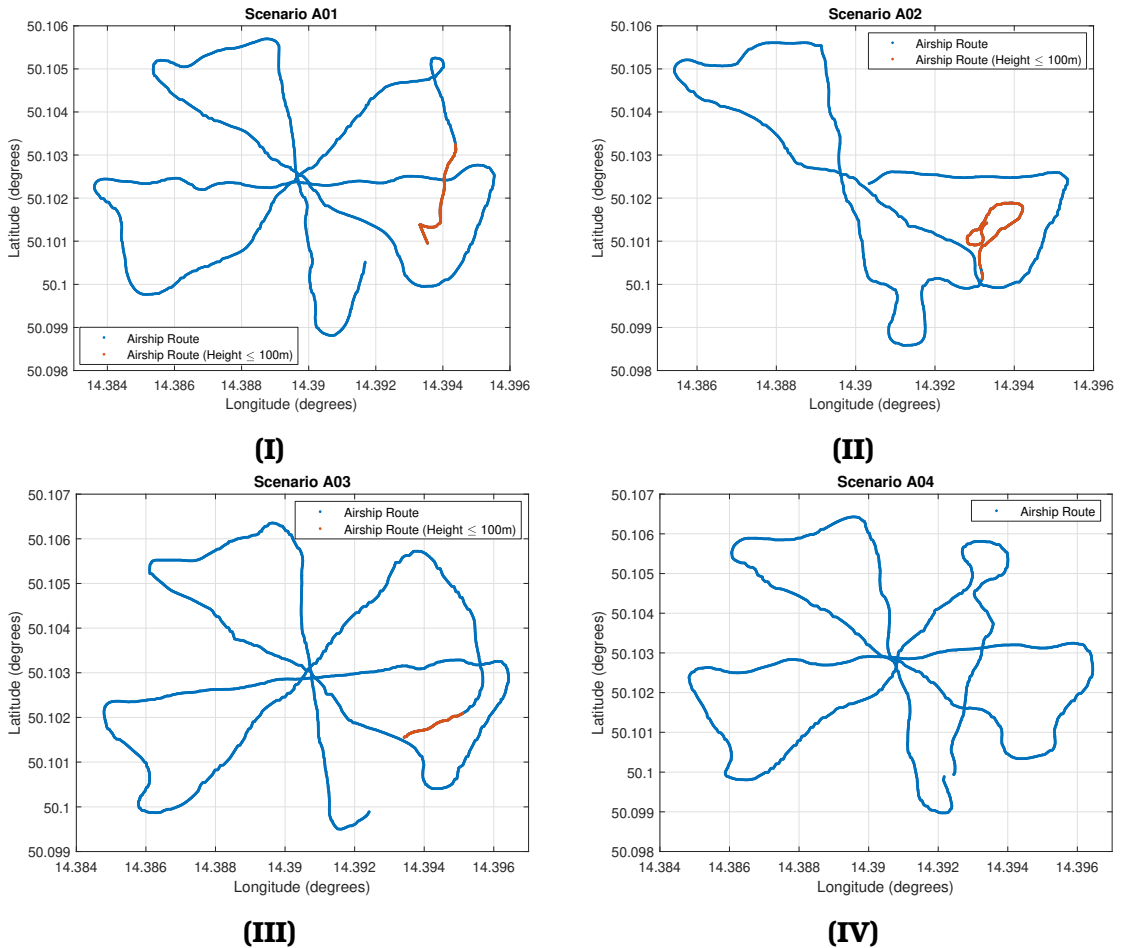 Scenario A01
50.106
50.105
50.104
50.103
50.102
50.101
50.1
50.099
50.098
Latitude (degrees)
Airship Route
Airship Route (Height ≤ 100m)
14.384 14.386 14.388 14.39 14.392 14.394 14.396
Longitude (degrees)
(I)
Scenario A02
50.106
50.105
50.104
50.103
50.102
50.101
50.1
50.099
50.098
Latitude (degrees)
Airship Route
Airship Route (Height ≤ 100m)
14.386 14.388 14.39 14.392 14.394 14.396
Longitude (degrees)
(II)
Scenario A03
50.107
50.106
50.105
50.104
50.103
50.102
50.101
50.1
50.099
Latitude (degrees)
Airship Route
Airship Route (Height ≤ 100m)
14.384 14.386 14.388 14.39 14.392 14.394 14.396
Longitude (degrees)
(III)
Scenario A04
50.107
50.106
50.105
50.104
50.103
50.102
50.101
50.1
50.099
50.098
Latitude (degrees)
Airship Route
14.384 14.386 14.388 14.39 14.392 14.394 14.396
Longitude (degrees)
(IV)